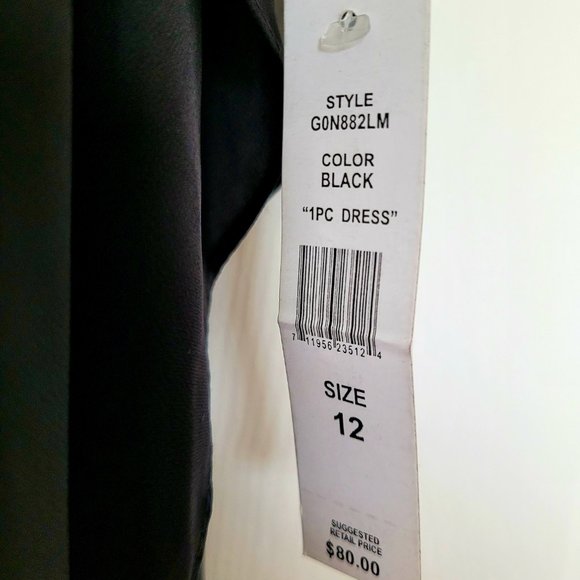 STYLE
G0N882LM
COLOR
BLACK
“1PC DRESS”
7 11956 23512 4
SIZE
12
SUGGESTED
RETAIL PRICE
$80.00